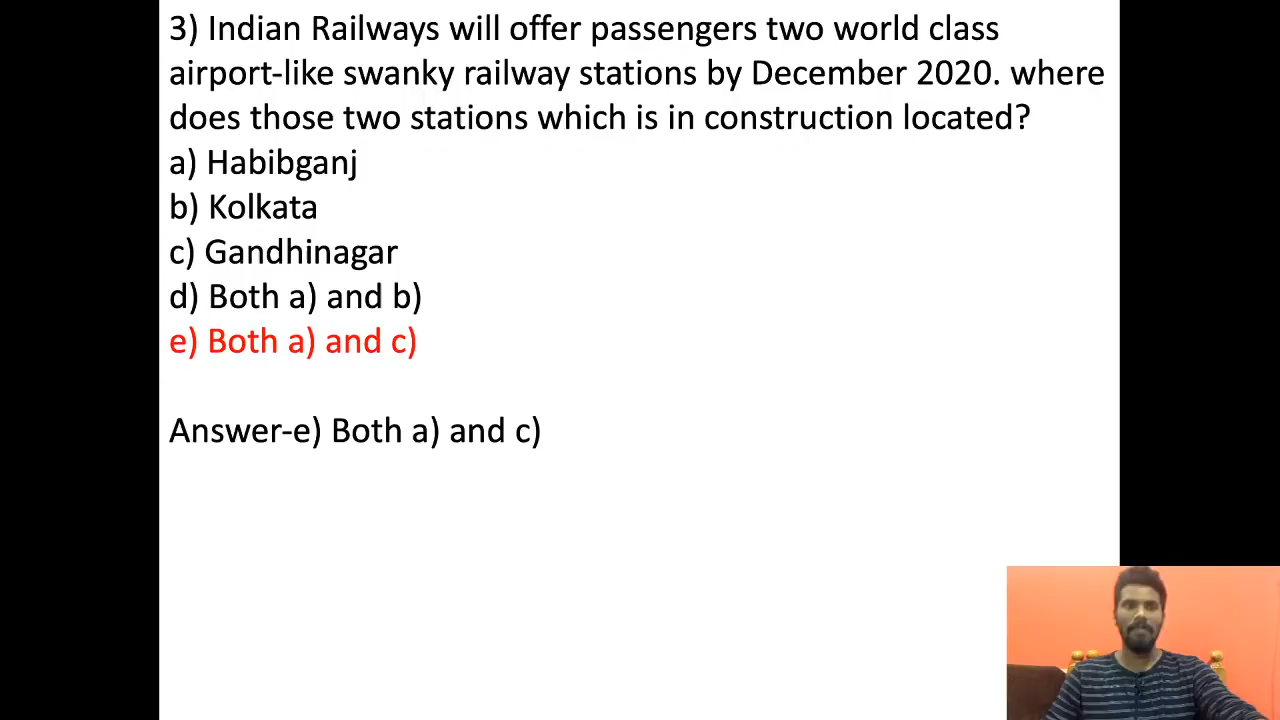 3) Indian Railways will offer passengers two world class
airport-like swanky railway stations by December 2020. where
does those two stations which is in construction located?
a) Habibganj
b) Kolkata
c) Gandhinagar
d) Both a) and b)
e) Both a) and c)
Answer-e) Both a) and c)